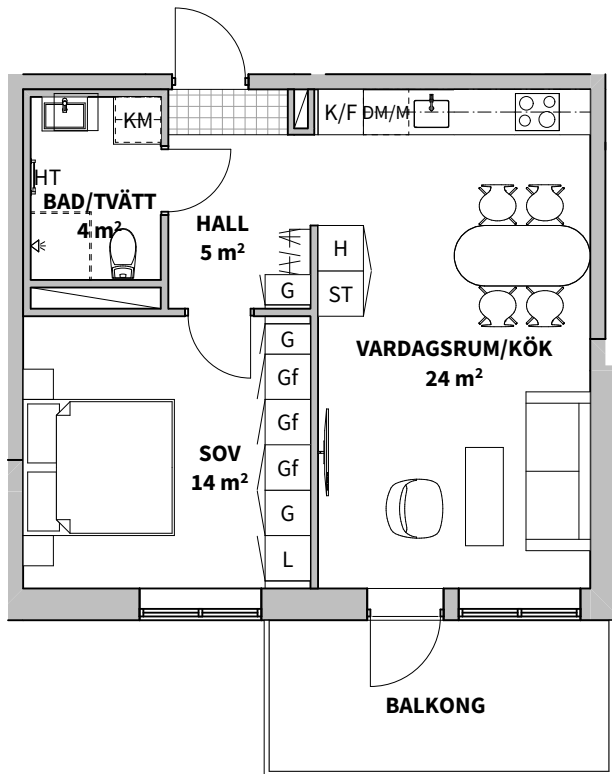 KM
K/F
DM/M
HT
BAD/TVÄTT
4 m²
HALL
5 m²
H
ST
G
G
Gf
Gf
Gf
G
L
VARDAGSRUM/KÖK
24 m²
SOV
14 m²
BALKONG